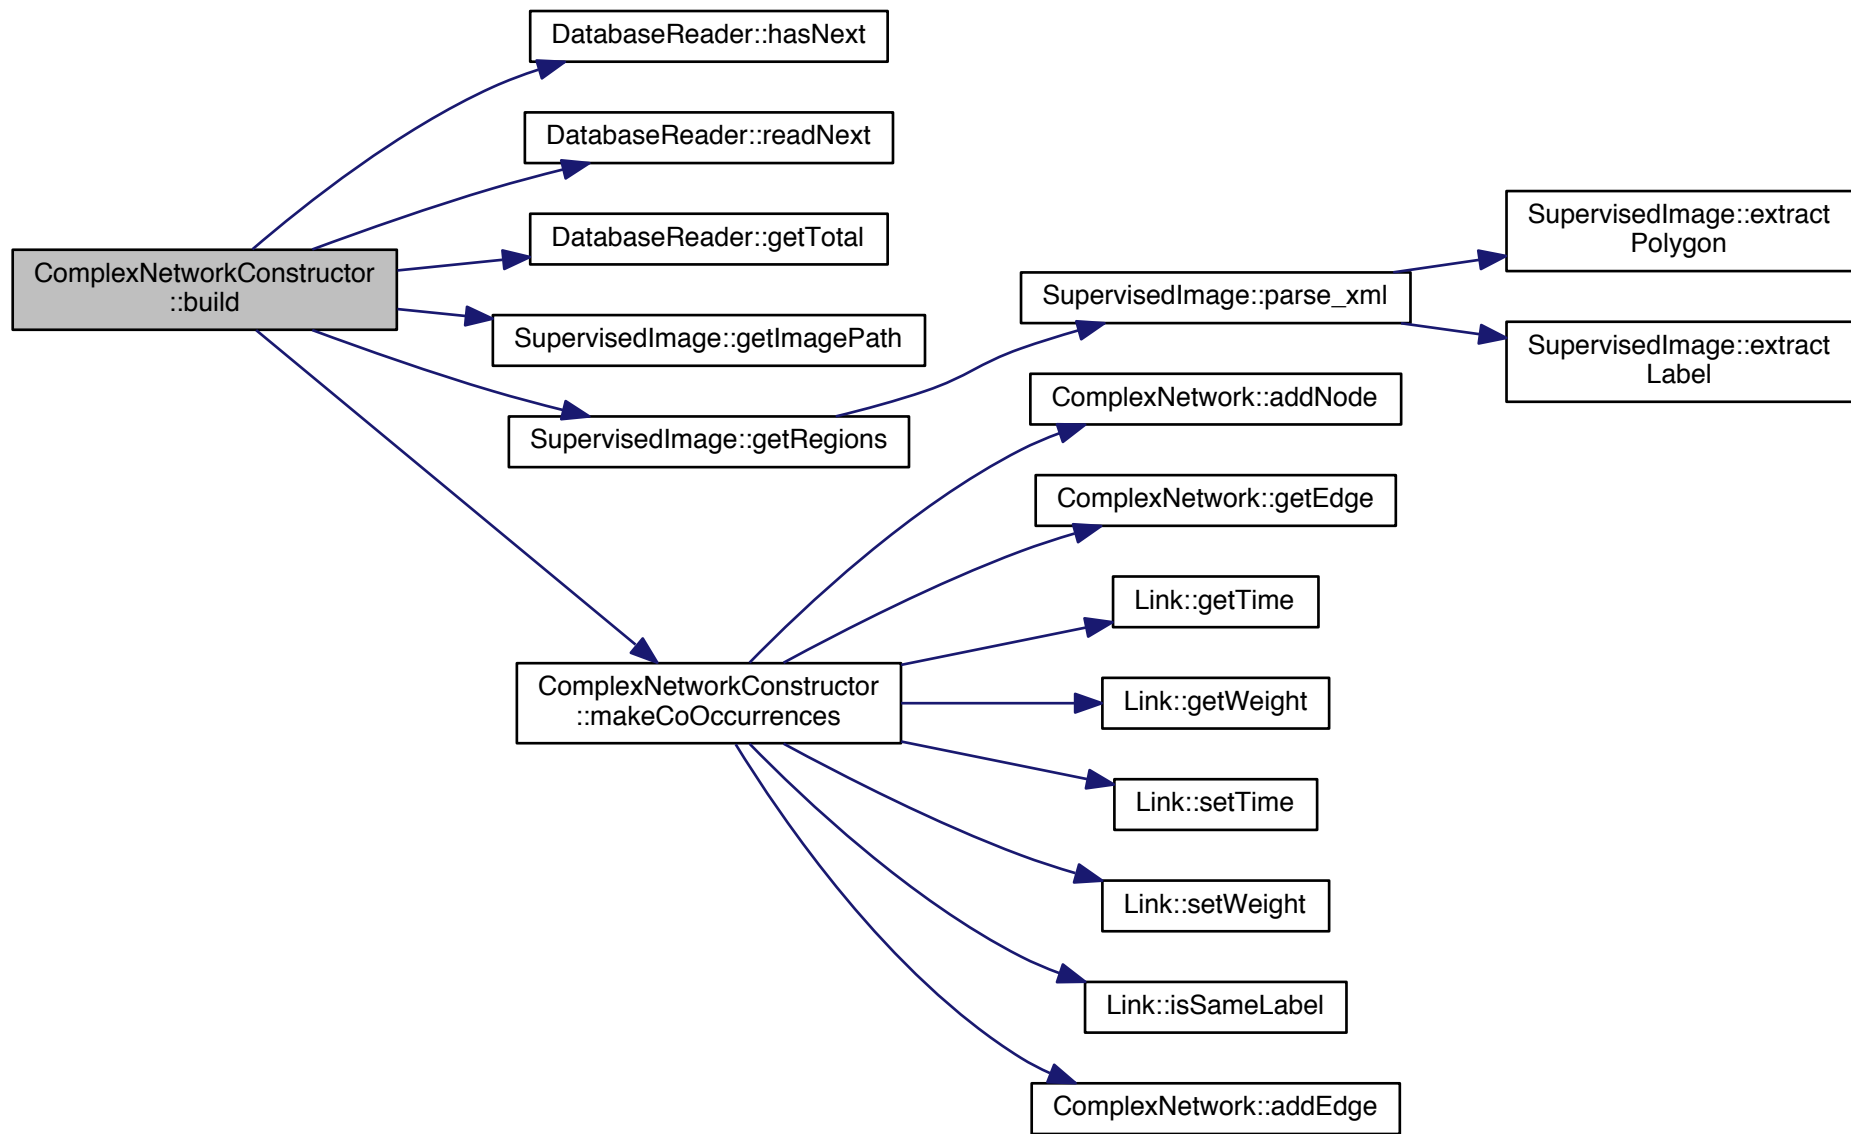 DatabaseReader::hasNext
DatabaseReader::readNext
DatabaseReader::getTotal
ComplexNetworkConstructor
::build
SupervisedImage::getImagePath
SupervisedImage::getRegions
SupervisedImage::parse_xml
SupervisedImage::extract
Polygon
SupervisedImage::extract
Label
ComplexNetworkConstructor
::makeCoOccurrences
ComplexNetwork::addNode
ComplexNetwork::getEdge
Link::getTime
Link::getWeight
Link::setTime
Link::setWeight
Link::isSameLabel
ComplexNetwork::addEdge